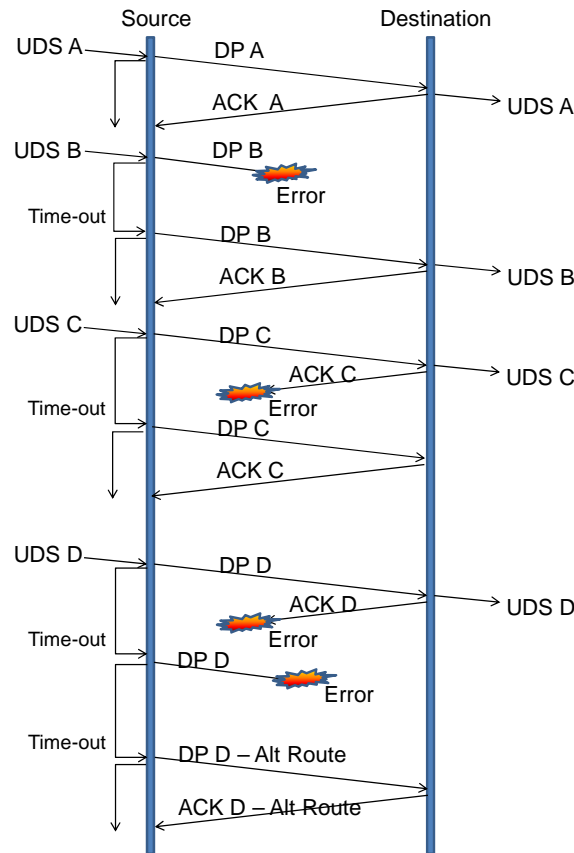 Source
Destination
UDS A
DP A
ACK A
UDS A
UDS B
DP B
Error
Time-out
DP B
ACK B
UDS B
UDS C
DP C
ACK C
UDS C
Time-out
Error
DP C
ACK C
UDS D
DP D
ACK D
UDS D
Time-out
Error
DP D
Error
Time-out
DP D – Alt Route
ACK D – Alt Route